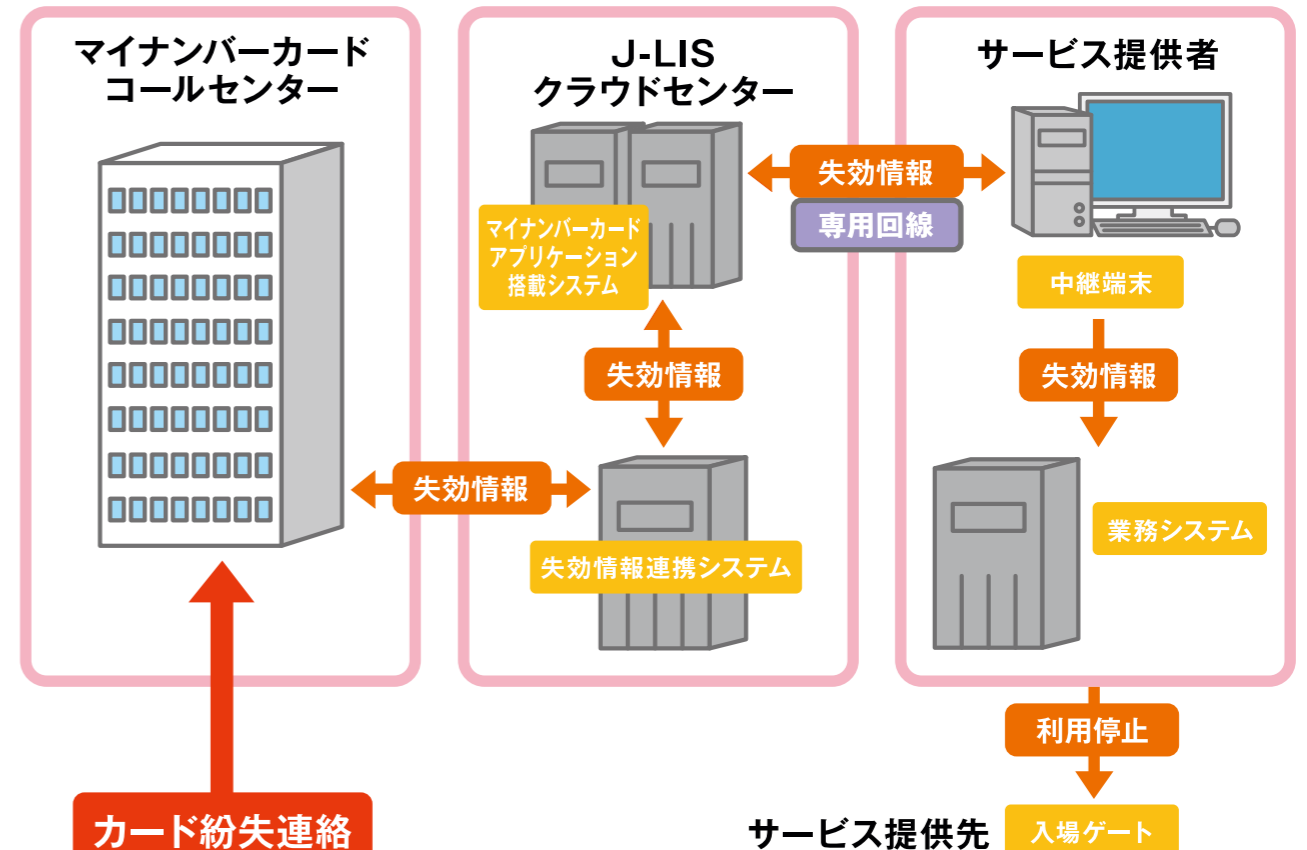 マイナンバーカード
コールセンター
失効情報
カード紛失連絡
J-LIS
クラウドセンター
マイナンバーカード
アプリケーション
搭載システム
失効情報
失効情報連携システム
失効情報
専用回線
サービス提供者
中継端末
失効情報
業務システム
利用停止
サービス提供先
入場ゲート